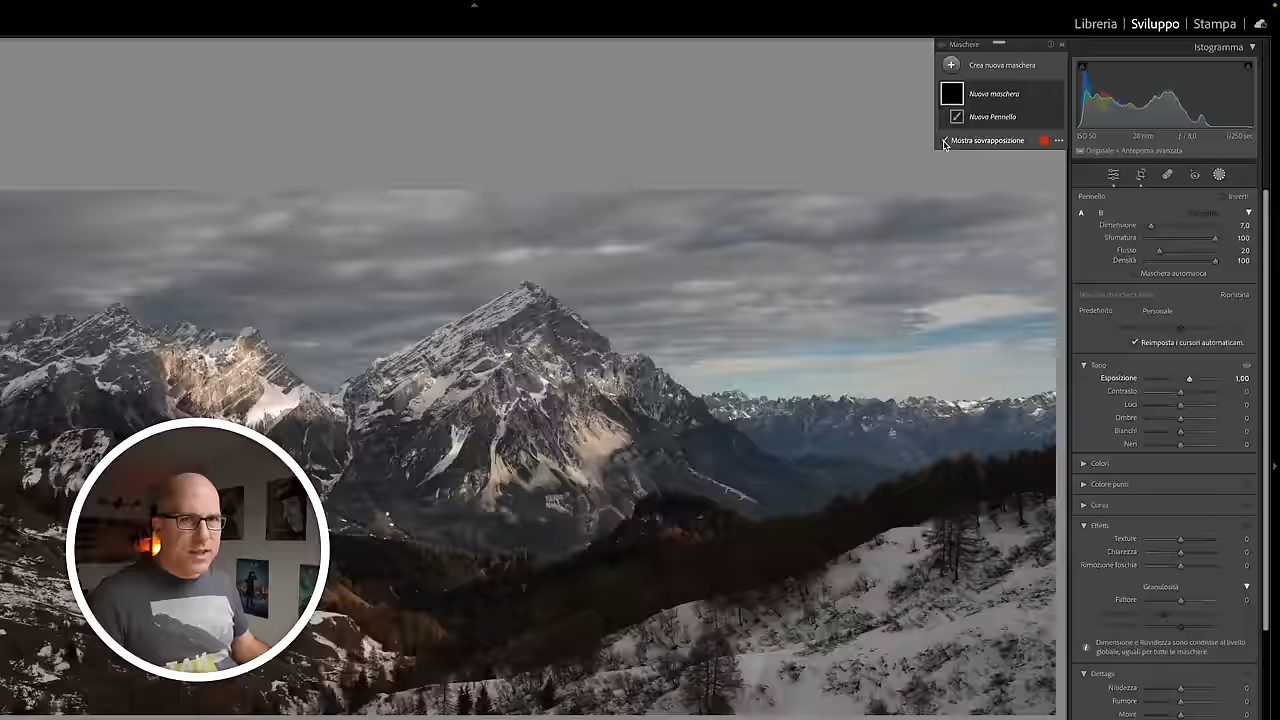 Libreria | Sviluppo | Stampa
Maschere
Istogramma
Crea nuova maschera
Nuova maschera
Nuovo Pennello
Mostra sovrapposizione
ISO 50 28 mm ƒ / 8,0 1/250 sec
Originale + Anteprima avanzata
Pennello Inverti
A B
Dimensione 7,0
Sfumatura 100
Flusso 20
Densità 100
Maschera automatica
Ripristina
Predefinito Personale
Reimposta i cursori automaticam.
Tono
Esposizione 1,00
Contrasto 0
Luci 0
Ombre 0
Bianchi 0
Neri 0
Colori
Colore punti
Curva
Effetti
Texture 0
Chiarezza 0
Rimozione foschia 0
Granulosità
Fattore 0
Dimensione e Ruvidezza sono condivise al livello
globale, uguali per tutte le maschere.
Dettagli
Nitidezza 0
Rumore 0
Moiré 0